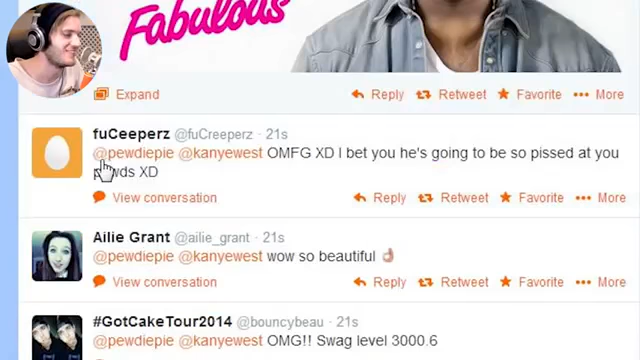 Fabulous
Expand Reply Retweet Favorite More
fuCeeperz @fuCreeperz · 21s
@pewdiepie @kanyewest OMFG XD I bet you he's going to be so pissed at you
XD
View conversation Reply Retweet Favorite More
Ailie Grant @ailie_grant · 21s
@pewdiepie @kanyewest wow so beautiful 👌
View conversation Reply Retweet Favorite More
#GotCakeTour2014 @bouncybeau · 21s
@pewdiepie @kanyewest OMG!! Swag level 3000.6